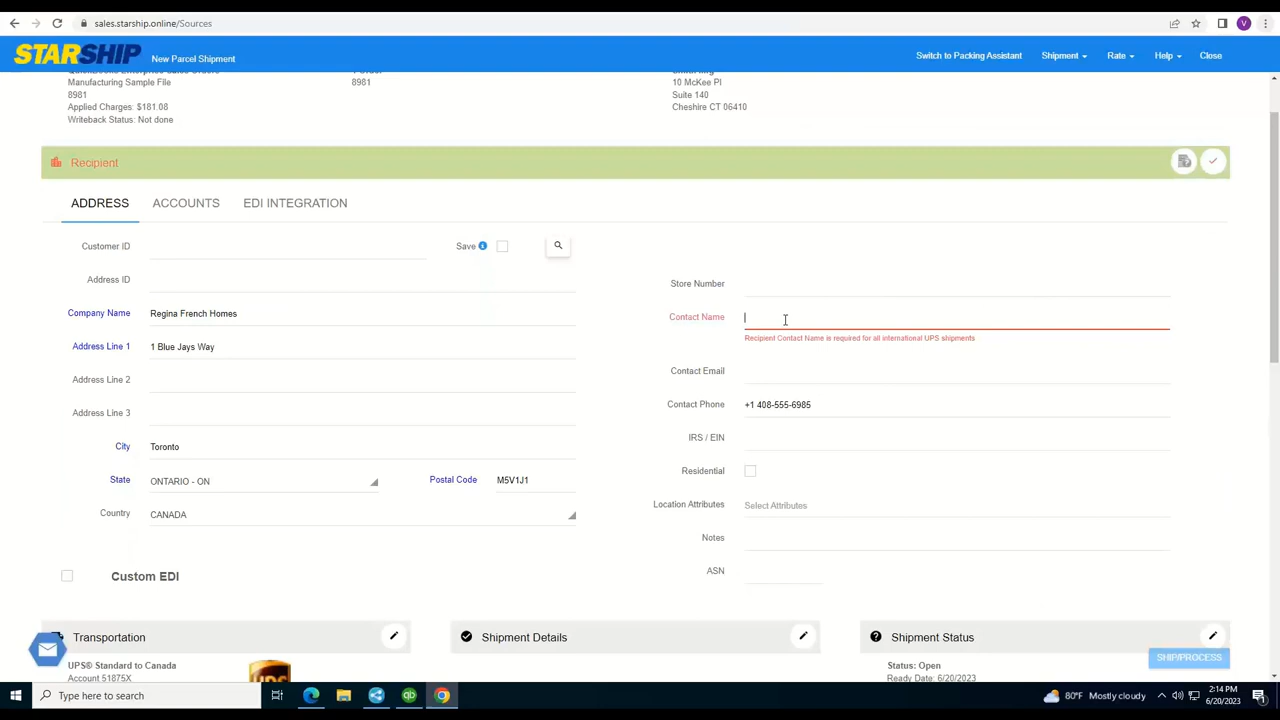 sales.starship.online/Sources
V
STARSHIP New Parcel Shipment
Switch to Packing Assistant Shipment Rate Help Close
Manufacturing Sample File
8981
8981
Applied Charges: $181.08
Writeback Status: Not done
10 McKee Pl
Suite 140
Cheshire CT 06410
Recipient
ADDRESS ACCOUNTS EDI INTEGRATION
Customer ID
Save
Address ID
Company Name Regina French Homes
Address Line 1 1 Blue Jays Way
Address Line 2
Address Line 3
City Toronto
State ONTARIO - ON Postal Code M5V1J1
Country CANADA
Custom EDI
Store Number
Contact Name
Recipient Contact Name is required for all international UPS shipments
Contact Email
Contact Phone +1 408-555-6985
IRS / EIN
Residential
Location Attributes Select Attributes
Notes
ASN
Transportation
UPS® Standard to Canada
Account 51875X
Shipment Details
Shipment Status
Status: Open
Ready Date: 6/20/2023
SHIP/PROCESS
Type here to search
qb
80°F Mostly cloudy
2:14 PM
6/20/2023
1